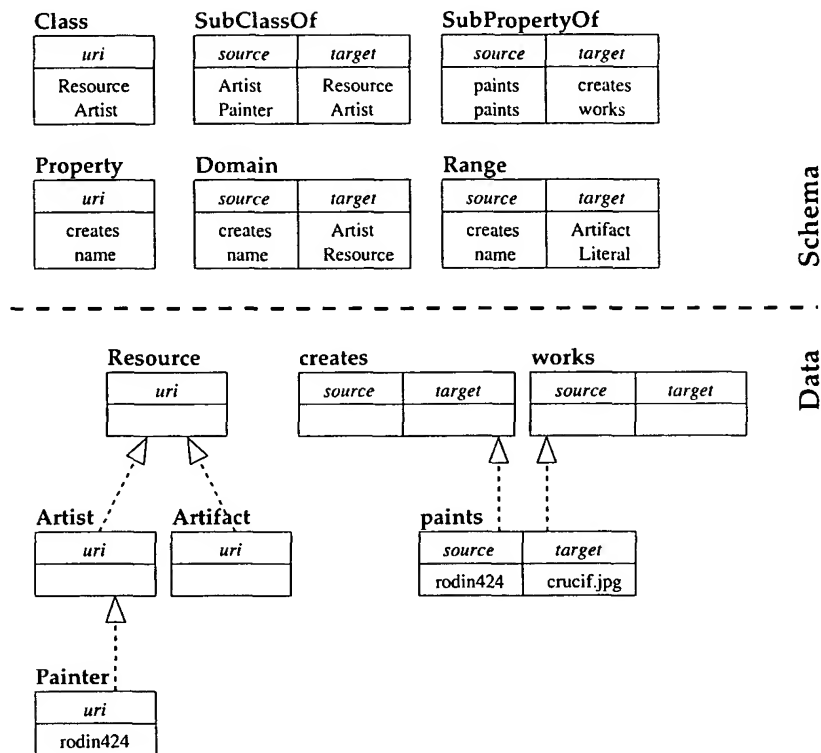 Class SubClassOf SubPropertyOf
uri source target source target
Resource Artist Resource paints creates
Artist Painter Artist paints works
Property Domain Range
uri source target source target
creates creates Artist creates Artifact
name name Resource name Literal
Schema
Data
Resource creates works
uri source target source target
Artist Artifact paints
uri uri source target
rodin424 crucif.jpg
Painter
uri
rodin424